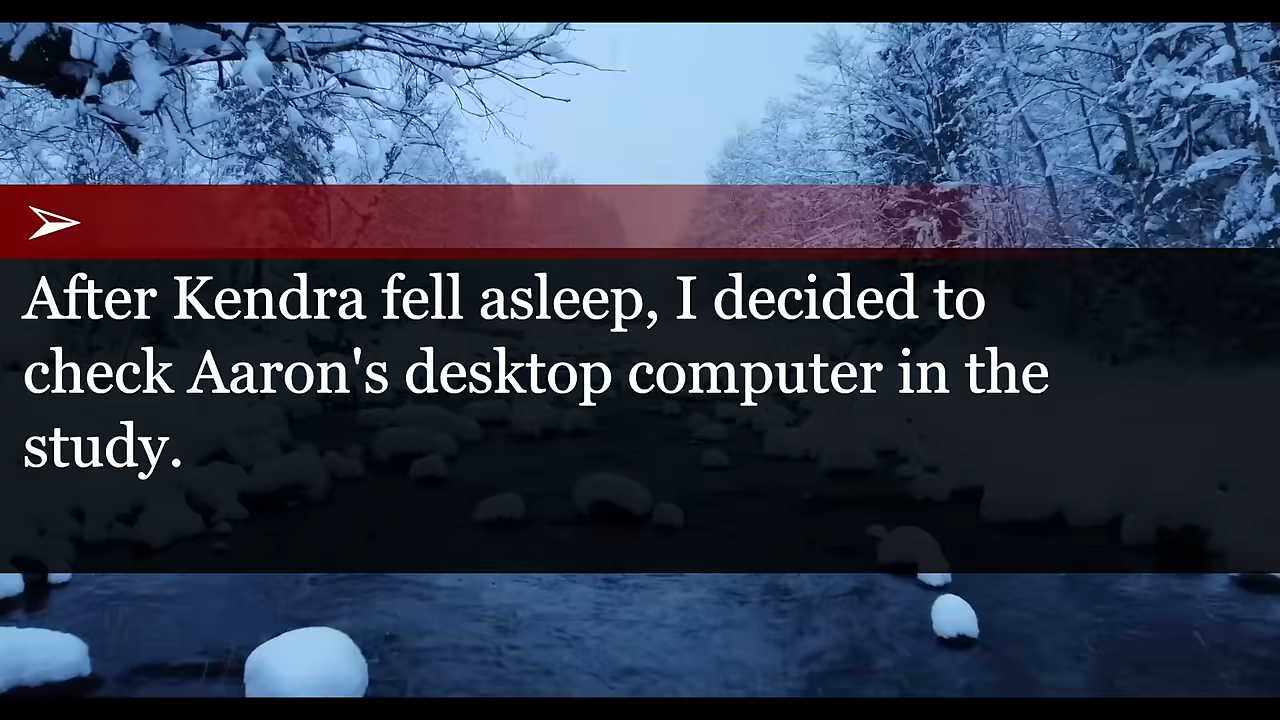 After Kendra fell asleep, I decided to
check Aaron's desktop computer in the
study.